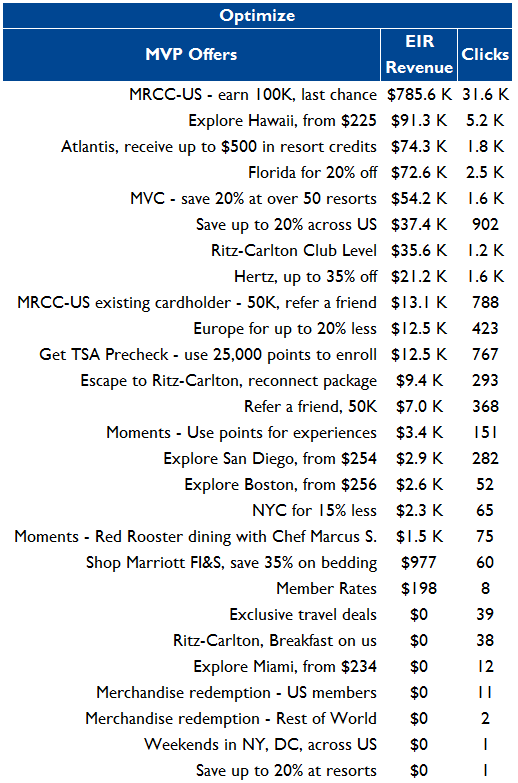 Optimize
MVP Offers EIR Revenue Clicks
MRCC-US - earn 100K, last chance $785.6 K 31.6 K
Explore Hawaii, from $225 $91.3 K 5.2 K
Atlantis, receive up to $500 in resort credits $74.3 K 1.8 K
Florida for 20% off $72.6 K 2.5 K
MVC - save 20% at over 50 resorts $54.2 K 1.6 K
Save up to 20% across US $37.4 K 902
Ritz-Carlton Club Level $35.6 K 1.2 K
Hertz, up to 35% off $21.2 K 1.6 K
MRCC-US existing cardholder - 50K, refer a friend $13.1 K 788
Europe for up to 20% less $12.5 K 423
Get TSA Precheck - use 25,000 points to enroll $12.5 K 767
Escape to Ritz-Carlton, reconnect package $9.4 K 293
Refer a friend, 50K $7.0 K 368
Moments - Use points for experiences $3.4 K 151
Explore San Diego, from $254 $2.9 K 282
Explore Boston, from $256 $2.6 K 52
NYC for 15% less $2.3 K 65
Moments - Red Rooster dining with Chef Marcus S. $1.5 K 75
Shop Marriott FI&S, save 35% on bedding $977 60
Member Rates $198 8
Exclusive travel deals $0 39
Ritz-Carlton, Breakfast on us $0 38
Explore Miami, from $234 $0 12
Merchandise redemption - US members $0 11
Merchandise redemption - Rest of World $0 2
Weekends in NY, DC, across US $0 1
Save up to 20% at resorts $0 1